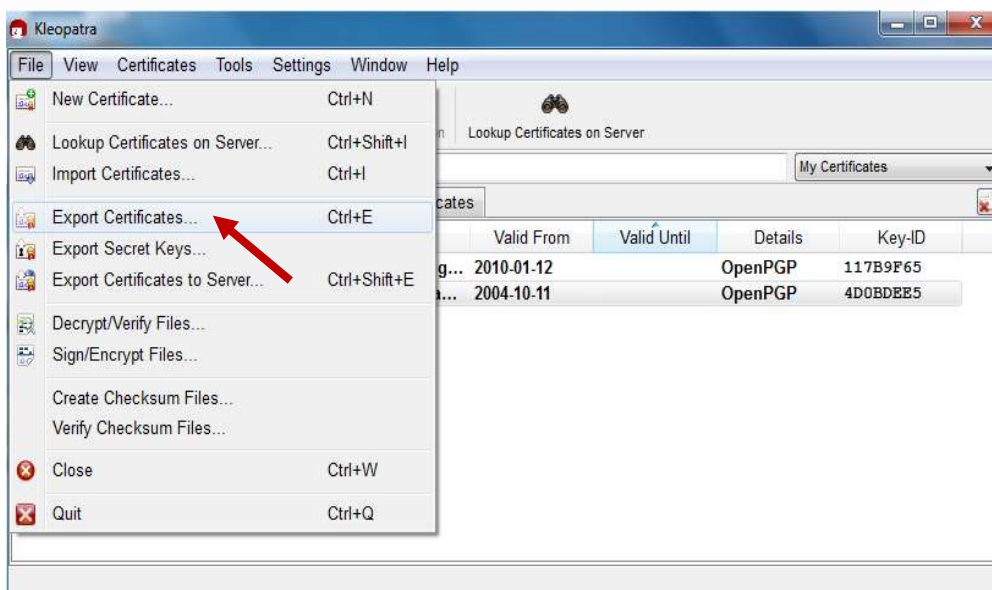 Kleopatra
File View Certificates Tools Settings Window Help
New Certificate... Ctrl+N
Lookup Certificates on Server... Ctrl+Shift+I
Import Certificates... Ctrl+I
Export Certificates... Ctrl+E
Export Secret Keys...
Export Certificates to Server... Ctrl+Shift+E
Decrypt/Verify Files...
Sign/Encrypt Files...
Create Checksum Files...
Verify Checksum Files...
Close Ctrl+W
Quit Ctrl+Q
n Lookup Certificates on Server
My Certificates
cates
Valid From Valid Until Details Key-ID
g... 2010-01-12 OpenPGP 117B9F65
a... 2004-10-11 OpenPGP 4D0BDEE5